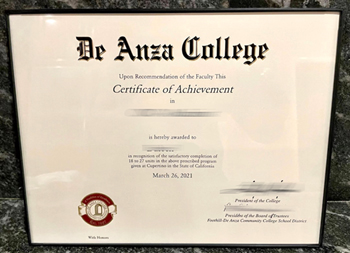 De Anza College
Upon Recommendation of the Faculty This
Certificate of Achievement
in
is hereby awarded to
in recognition of the satisfactory completion of
18 to 27 units in the above prescribed program
given at Cupertino in the State of California
March 26, 2021
President of the College
President of the Board of Trustees
Foothill-De Anza Community College School District
With Honors